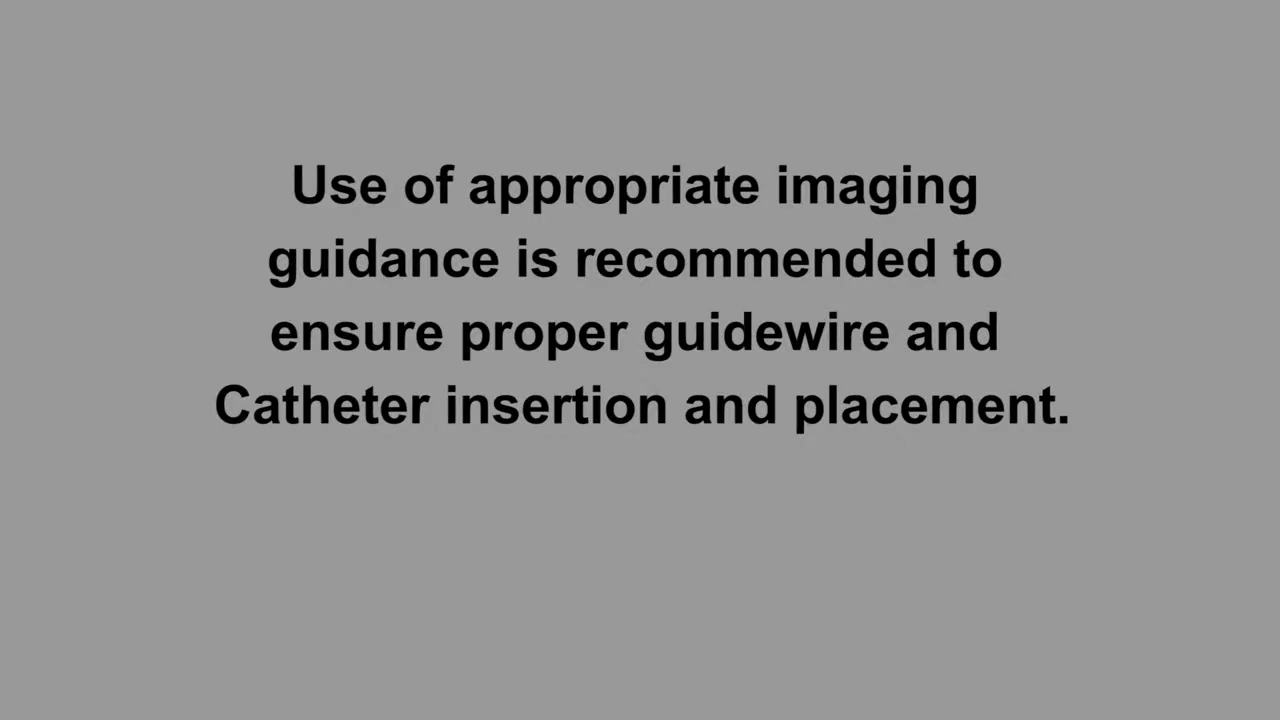 Use of appropriate imaging
guidance is recommended to
ensure proper guidewire and
Catheter insertion and placement.